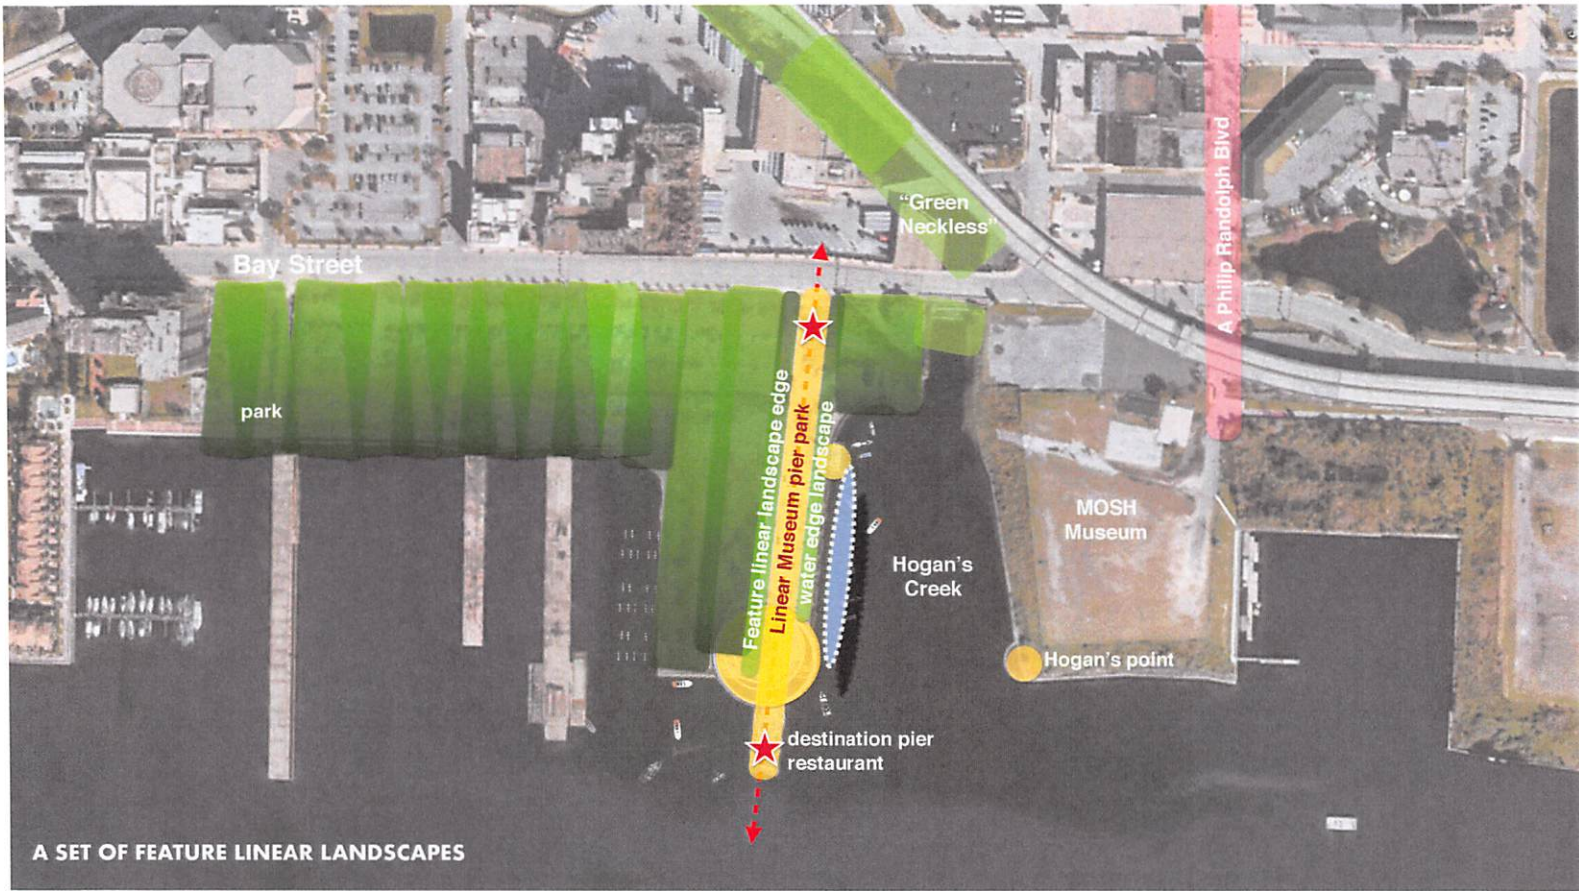 "Green
Neckless"
A Philip Randolph Blvd
Bay Street
park
Feature linear landscape edge
Linear Museum pier park
water edge landscape
MOSH
Museum
Hogan's
Creek
Hogan's point
destination pier
restaurant
A SET OF FEATURE LINEAR LANDSCAPES